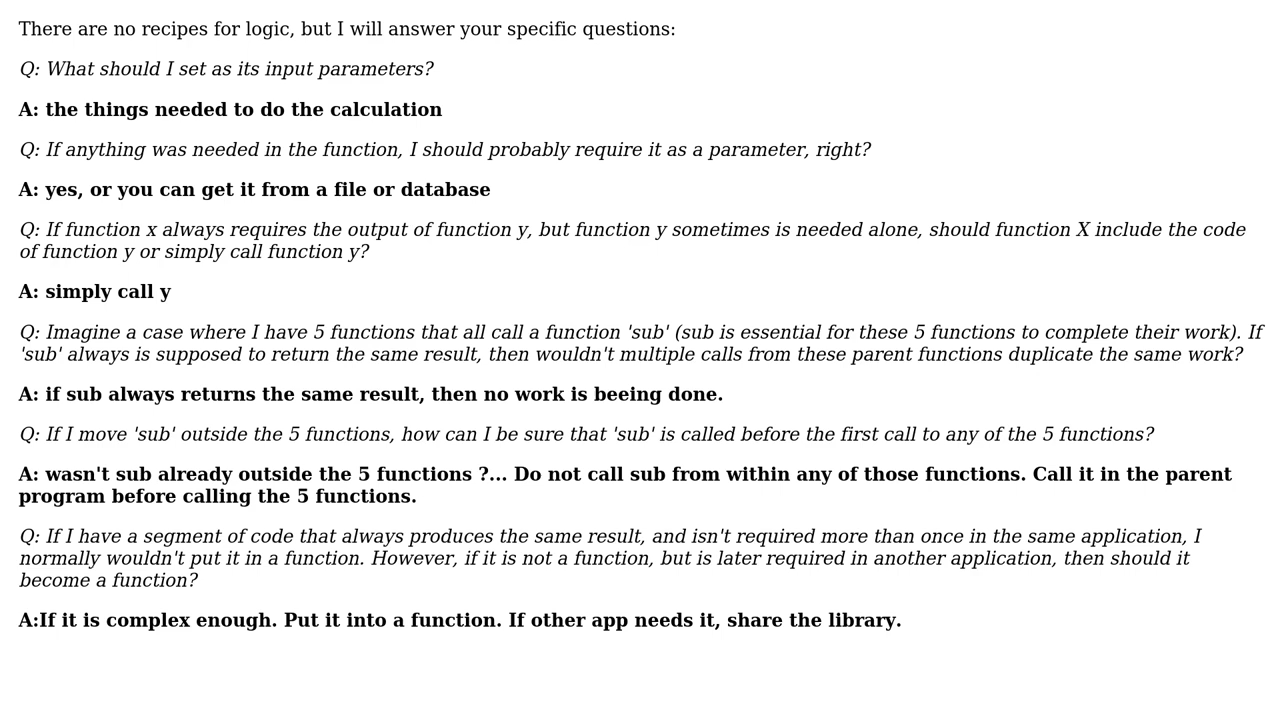 There are no recipes for logic, but I will answer your specific questions:
Q: What should I set as its input parameters?
A: the things needed to do the calculation
Q: If anything was needed in the function, I should probably require it as a parameter, right?
A: yes, or you can get it from a file or database
Q: If function x always requires the output of function y, but function y sometimes is needed alone, should function X include the code
of function y or simply call function y?
A: simply call y
Q: Imagine a case where I have 5 functions that all call a function 'sub' (sub is essential for these 5 functions to complete their work). If
'sub' always is supposed to return the same result, then wouldn't multiple calls from these parent functions duplicate the same work?
A: if sub always returns the same result, then no work is beeing done.
Q: If I move 'sub' outside the 5 functions, how can I be sure that 'sub' is called before the first call to any of the 5 functions?
A: wasn't sub already outside the 5 functions ?... Do not call sub from within any of those functions. Call it in the parent
program before calling the 5 functions.
Q: If I have a segment of code that always produces the same result, and isn't required more than once in the same application, I
normally wouldn't put it in a function. However, if it is not a function, but is later required in another application, then should it
become a function?
A:If it is complex enough. Put it into a function. If other app needs it, share the library.